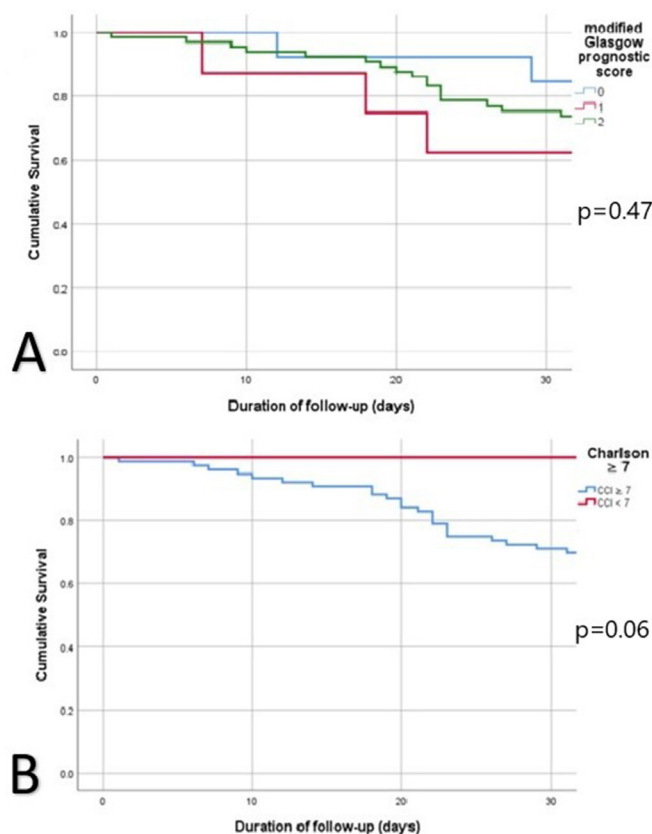 modified
Glasgow
prognostic
score
0
1
2
1.0
0.8
0.6
0.4
0.2
0.0
Cumulative Survival
p=0.47
A
0
10
20
30
Duration of follow-up (days)
Charlson
≥ 7
CCI ≥ 7
CCI < 7
1.0
0.8
0.6
0.4
0.2
0.0
Cumulative Survival
p=0.06
B
0
10
20
30
Duration of follow-up (days)